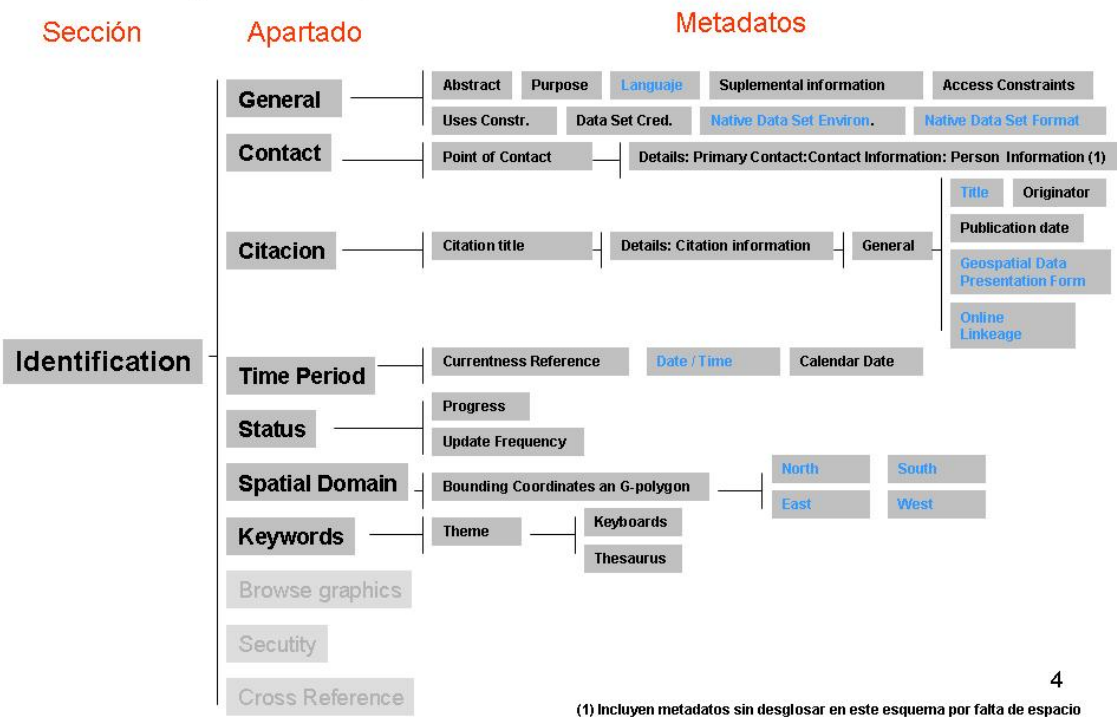 Sección Apartado Metadatos
General
Abstract Purpose Languaje Suplemental information Access Constraints
Uses Constr. Data Set Cred. Native Data Set Environ. Native Data Set Format
Contact
Point of Contact Details: Primary Contact:Contact Information: Person Information (1)
Citacion
Citation title Details: Citation information General
Title Originator
Publication date
Geospatial Data
Presentation Form
Online
Linkeage
Identification
Time Period
Currentness Reference Date / Time Calendar Date
Status
Progress
Update Frequency
Spatial Domain
Bounding Coordinates an G-polygon
North South
East West
Keywords
Theme
Keyboards
Thesaurus
Browse graphics
Secutity
Cross Reference
4
(1) Incluyen metadatos sin desglosar en este esquema por falta de espacio